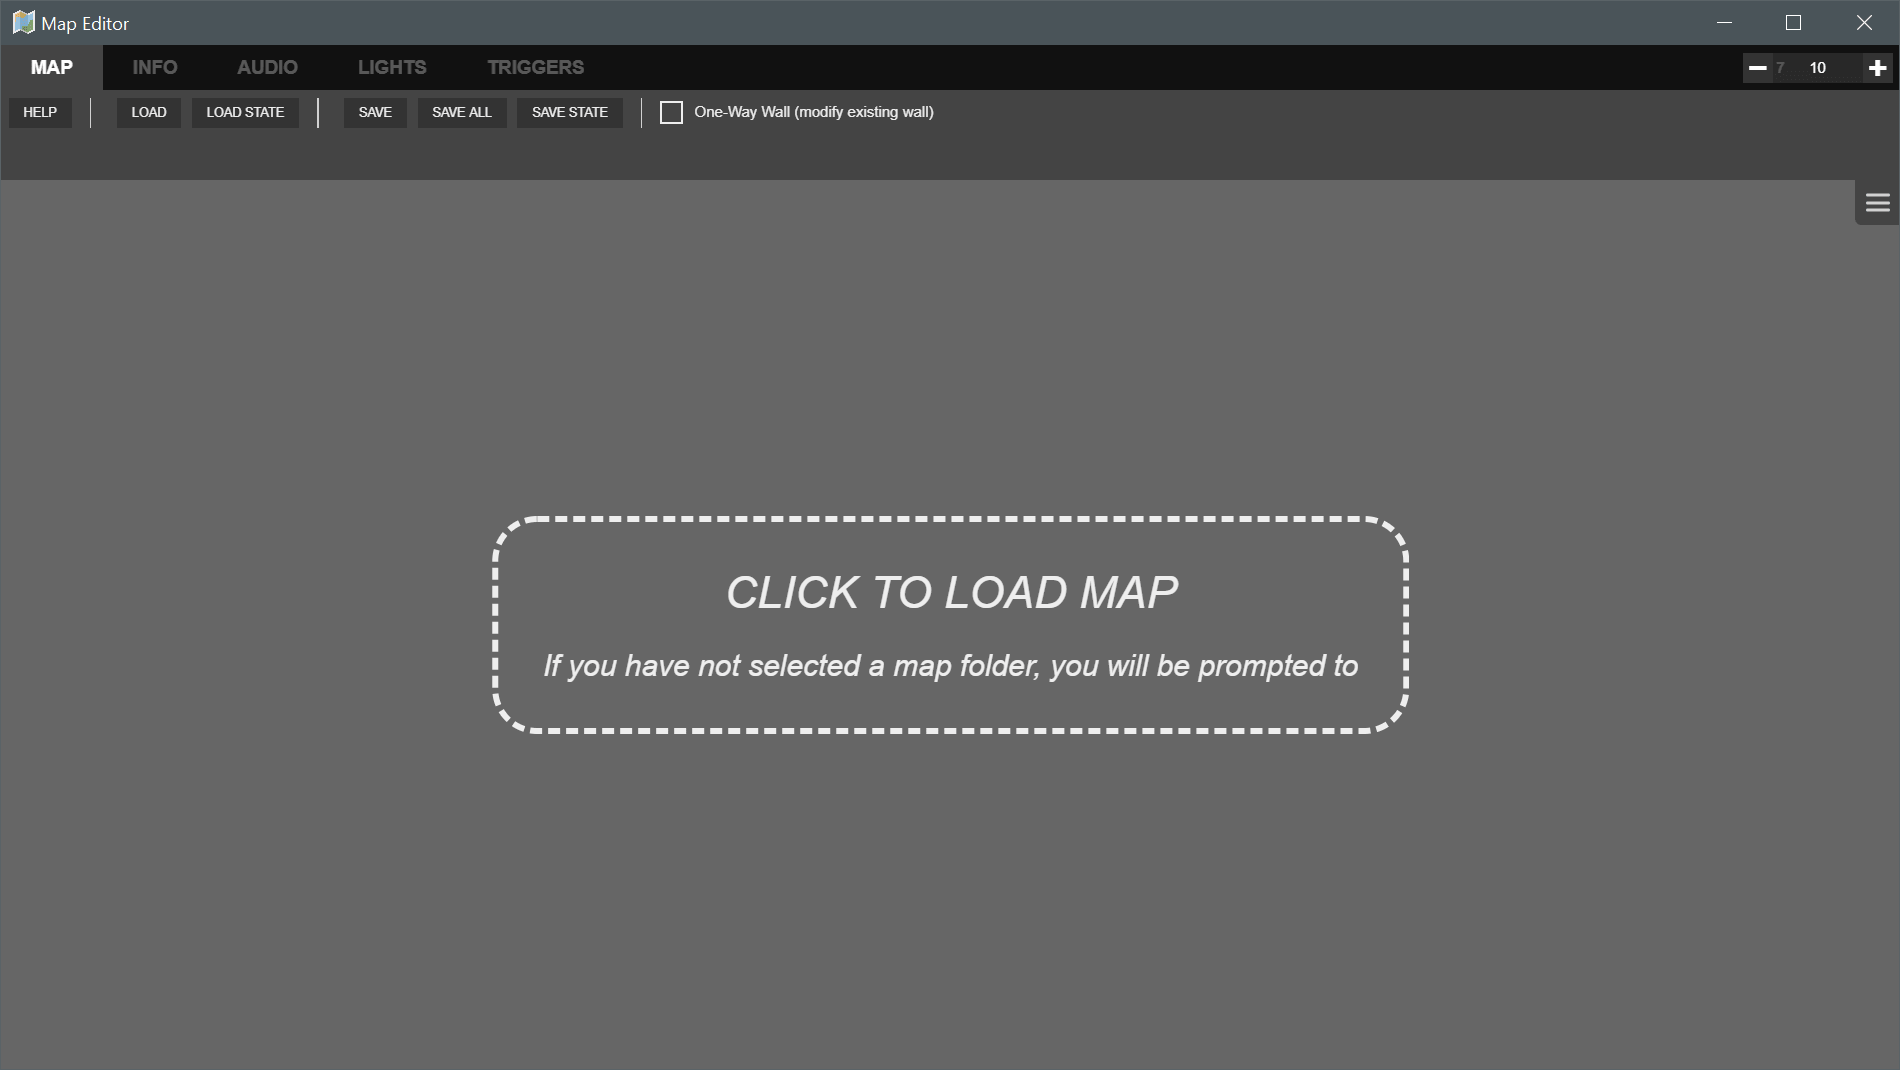 Map Editor
MAP INFO AUDIO LIGHTS TRIGGERS 7 10
HELP LOAD LOAD STATE SAVE SAVE ALL SAVE STATE One-Way Wall (modify existing wall)
CLICK TO LOAD MAP
If you have not selected a map folder, you will be prompted to